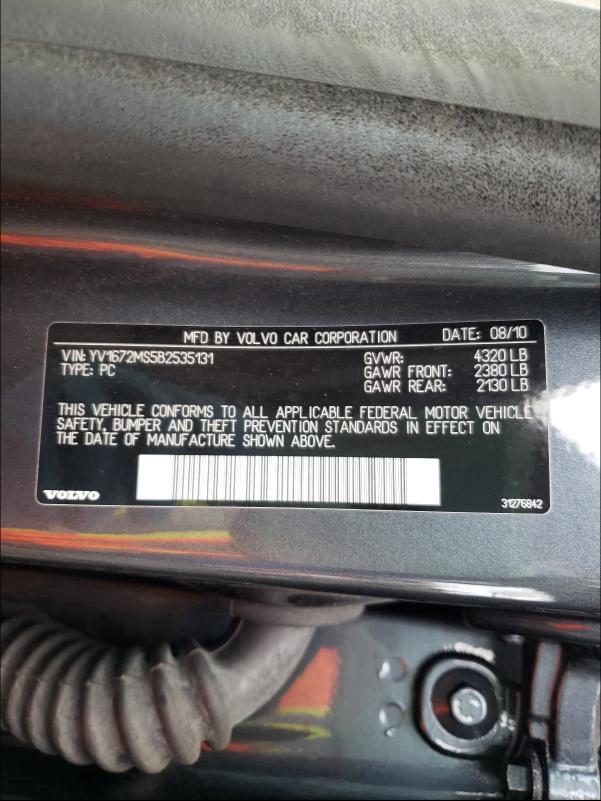 MFD BY VOLVO CAR CORPORATION DATE: 08/10
VIN: YV1672MS5B2535131 GVWR: 4320 LB
TYPE: PC GAWR FRONT: 2380 LB
GAWR REAR: 2130 LB
THIS VEHICLE CONFORMS TO ALL APPLICABLE FEDERAL MOTOR VEHICLE
SAFETY, BUMPER AND THEFT PREVENTION STANDARDS IN EFFECT ON
THE DATE OF MANUFACTURE SHOWN ABOVE.
VOLVO 31276842